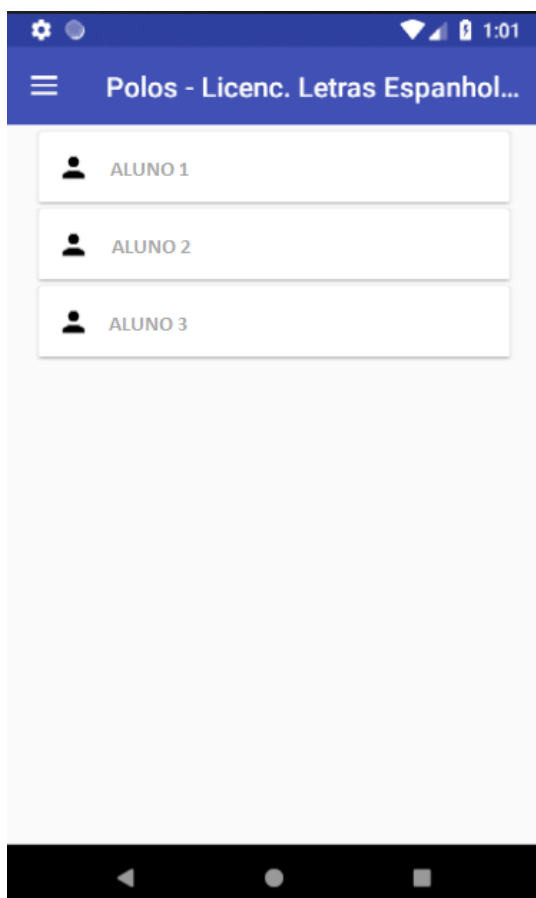 1:01
Polos - Licenc. Letras Espanhol...
ALUNO 1
ALUNO 2
ALUNO 3